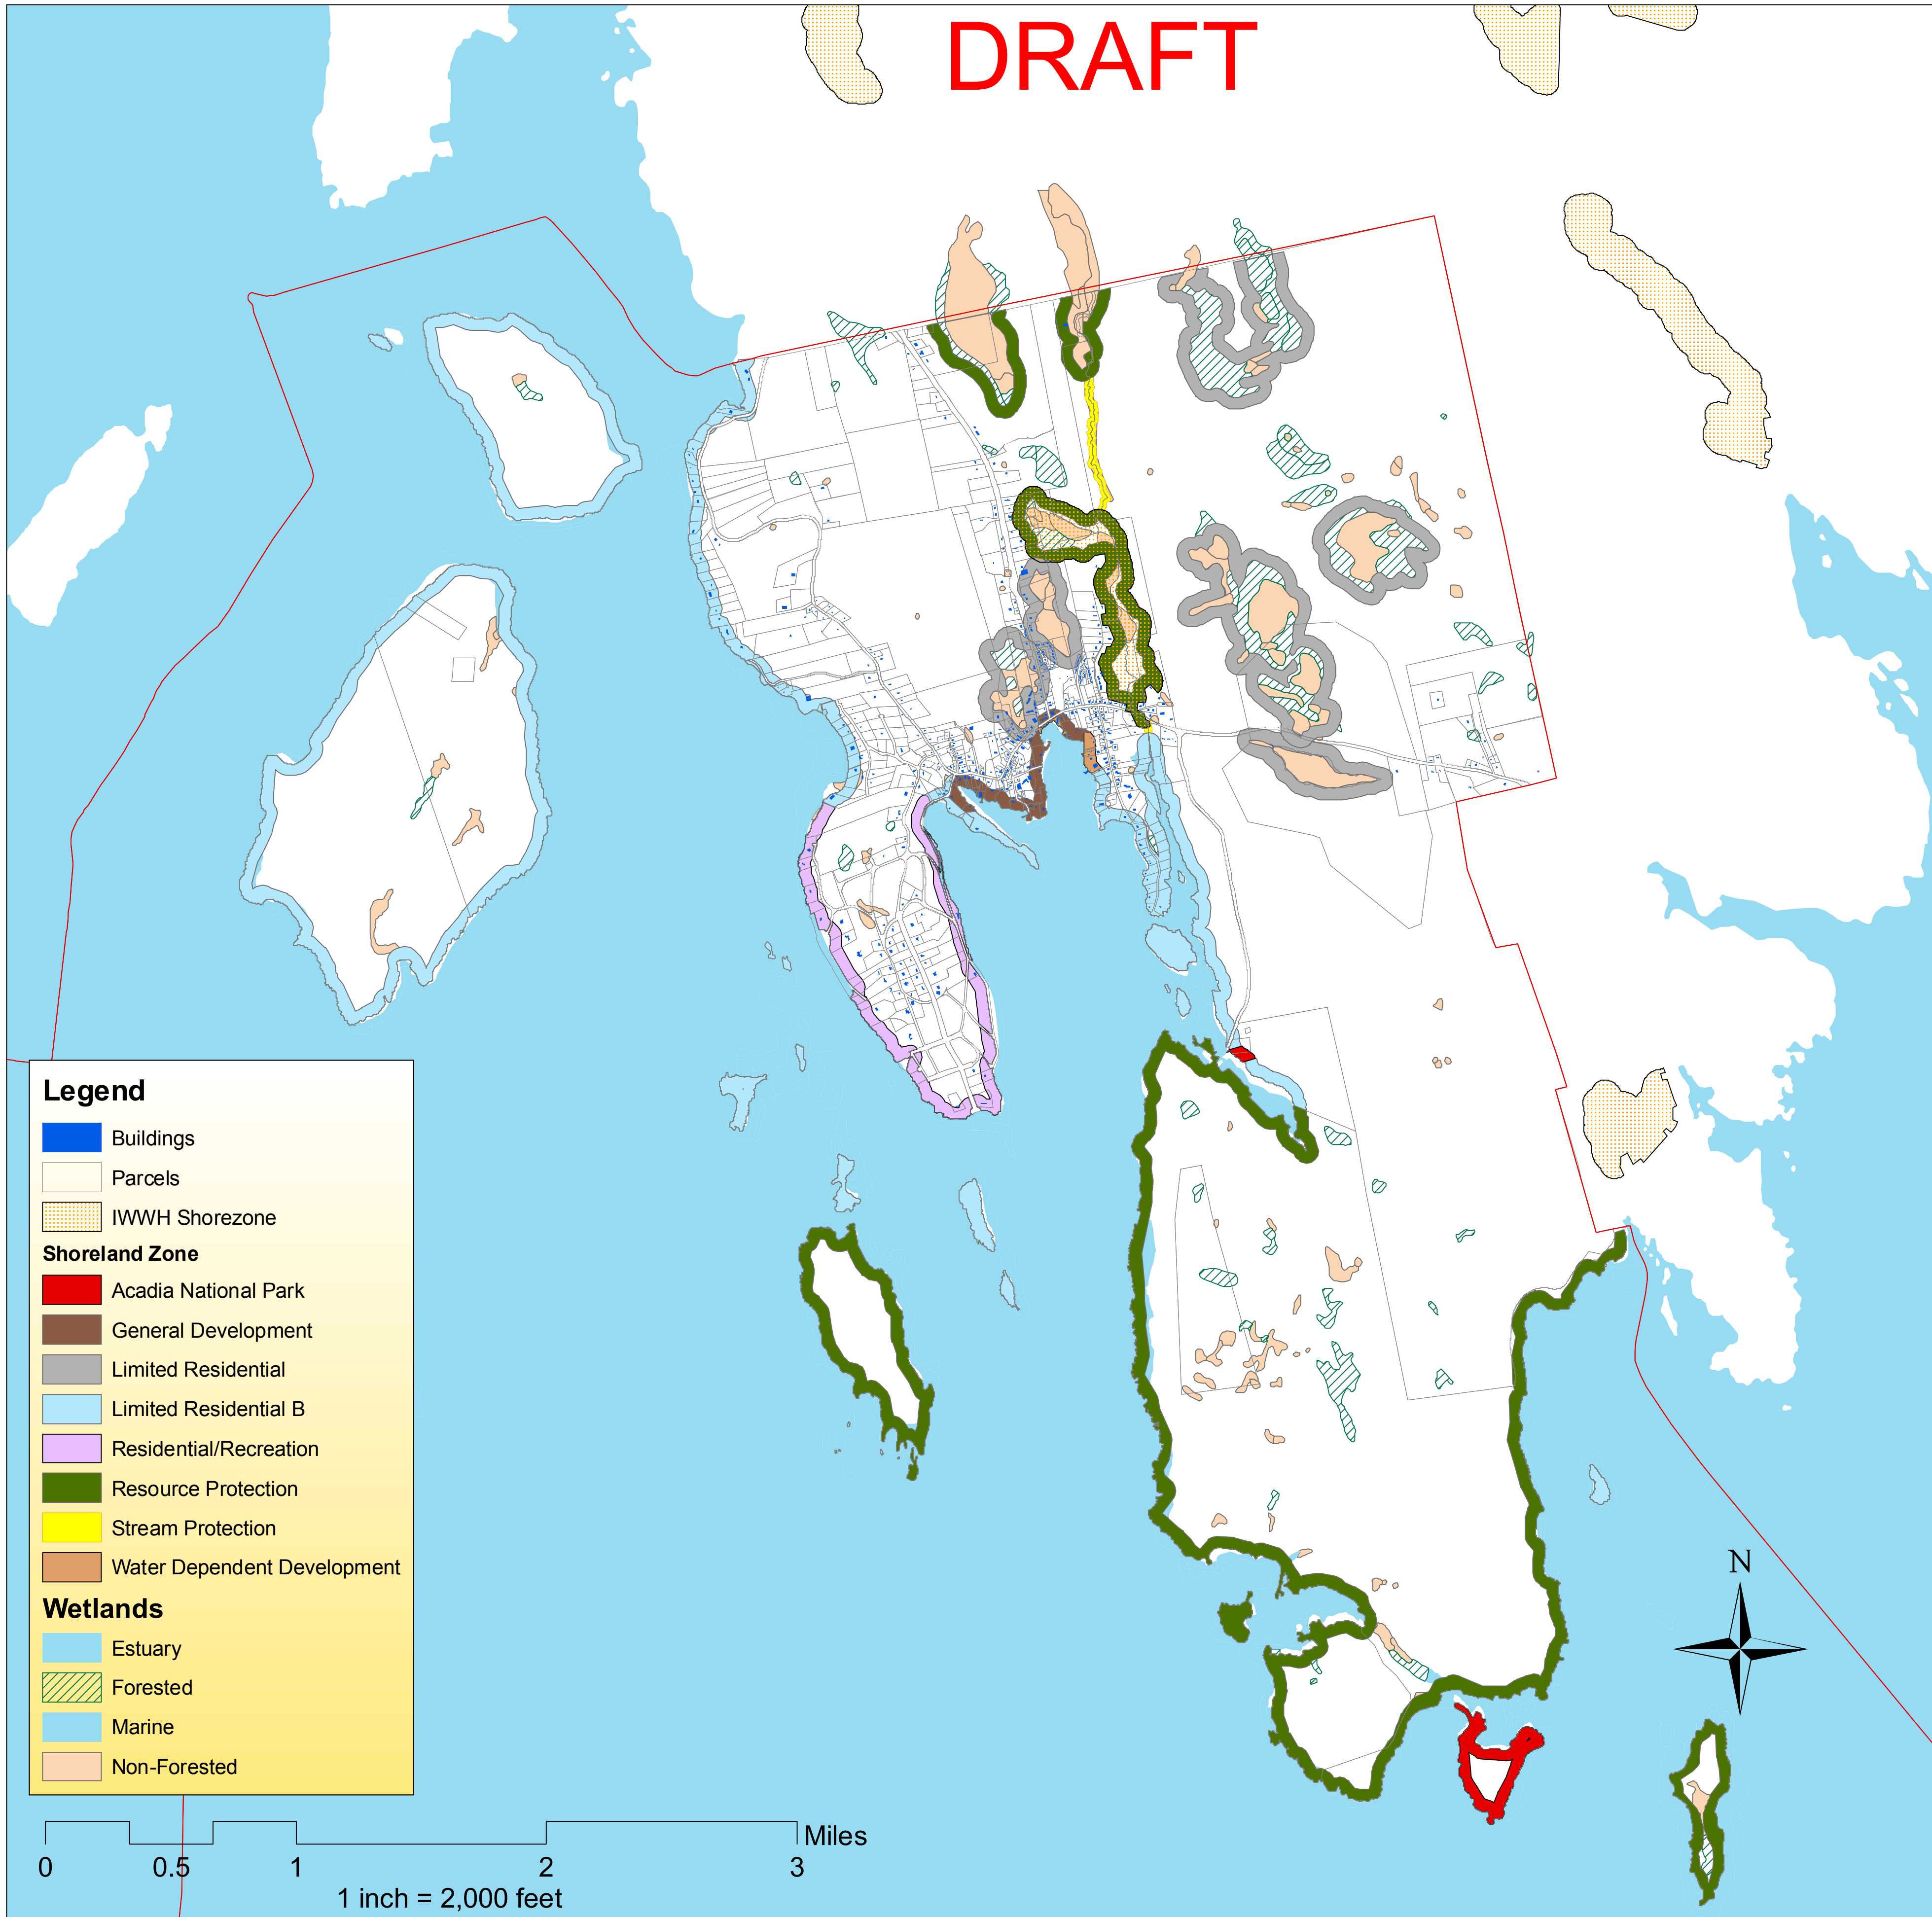 DRAFT
Legend
Buildings
Parcels
IWWH Shorezone
Shoreland Zone
Acadia National Park
General Development
Limited Residential
Limited Residential B
Residential/Recreation
Resource Protection
Stream Protection
Water Dependent Development
Wetlands
Estuary
Forested
Marine
Non-Forested
N
Miles
0 0.5 1 2 3
1 inch = 2,000 feet